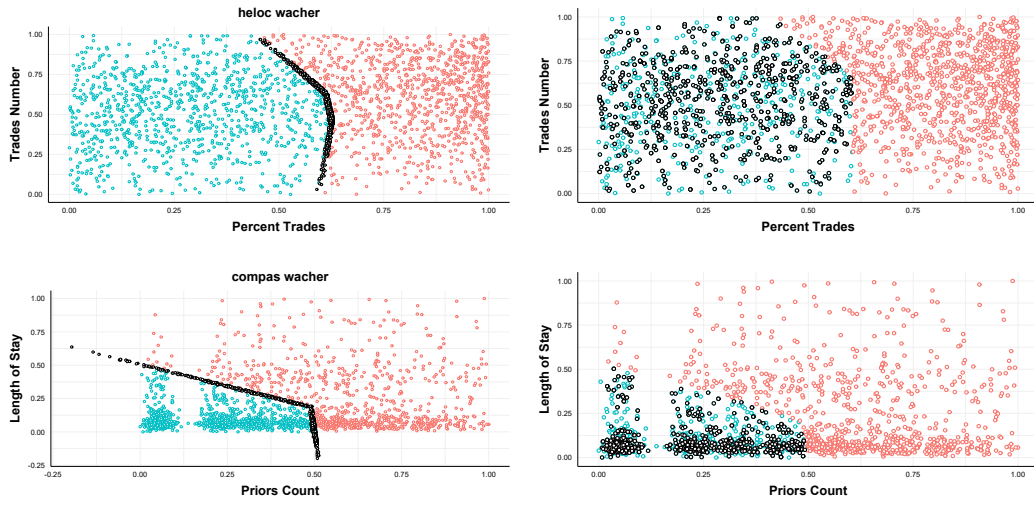 heloc wacher
1.00
0.75
0.50
0.25
0.00
Trades Number
0.00 0.25 0.50 0.75 1.00
Percent Trades
1.00
0.75
0.50
0.25
0.00
Trades Number
0.00 0.25 0.50 0.75 1.00
Percent Trades
compas wacher
1.00
0.75
0.50
0.25
0.00
-0.25
Length of Stay
-0.25 0.00 0.25 0.50 0.75 1.00
Priors Count
1.00
0.75
0.50
0.25
0.00
Length of Stay
0.00 0.25 0.50 0.75 1.00
Priors Count